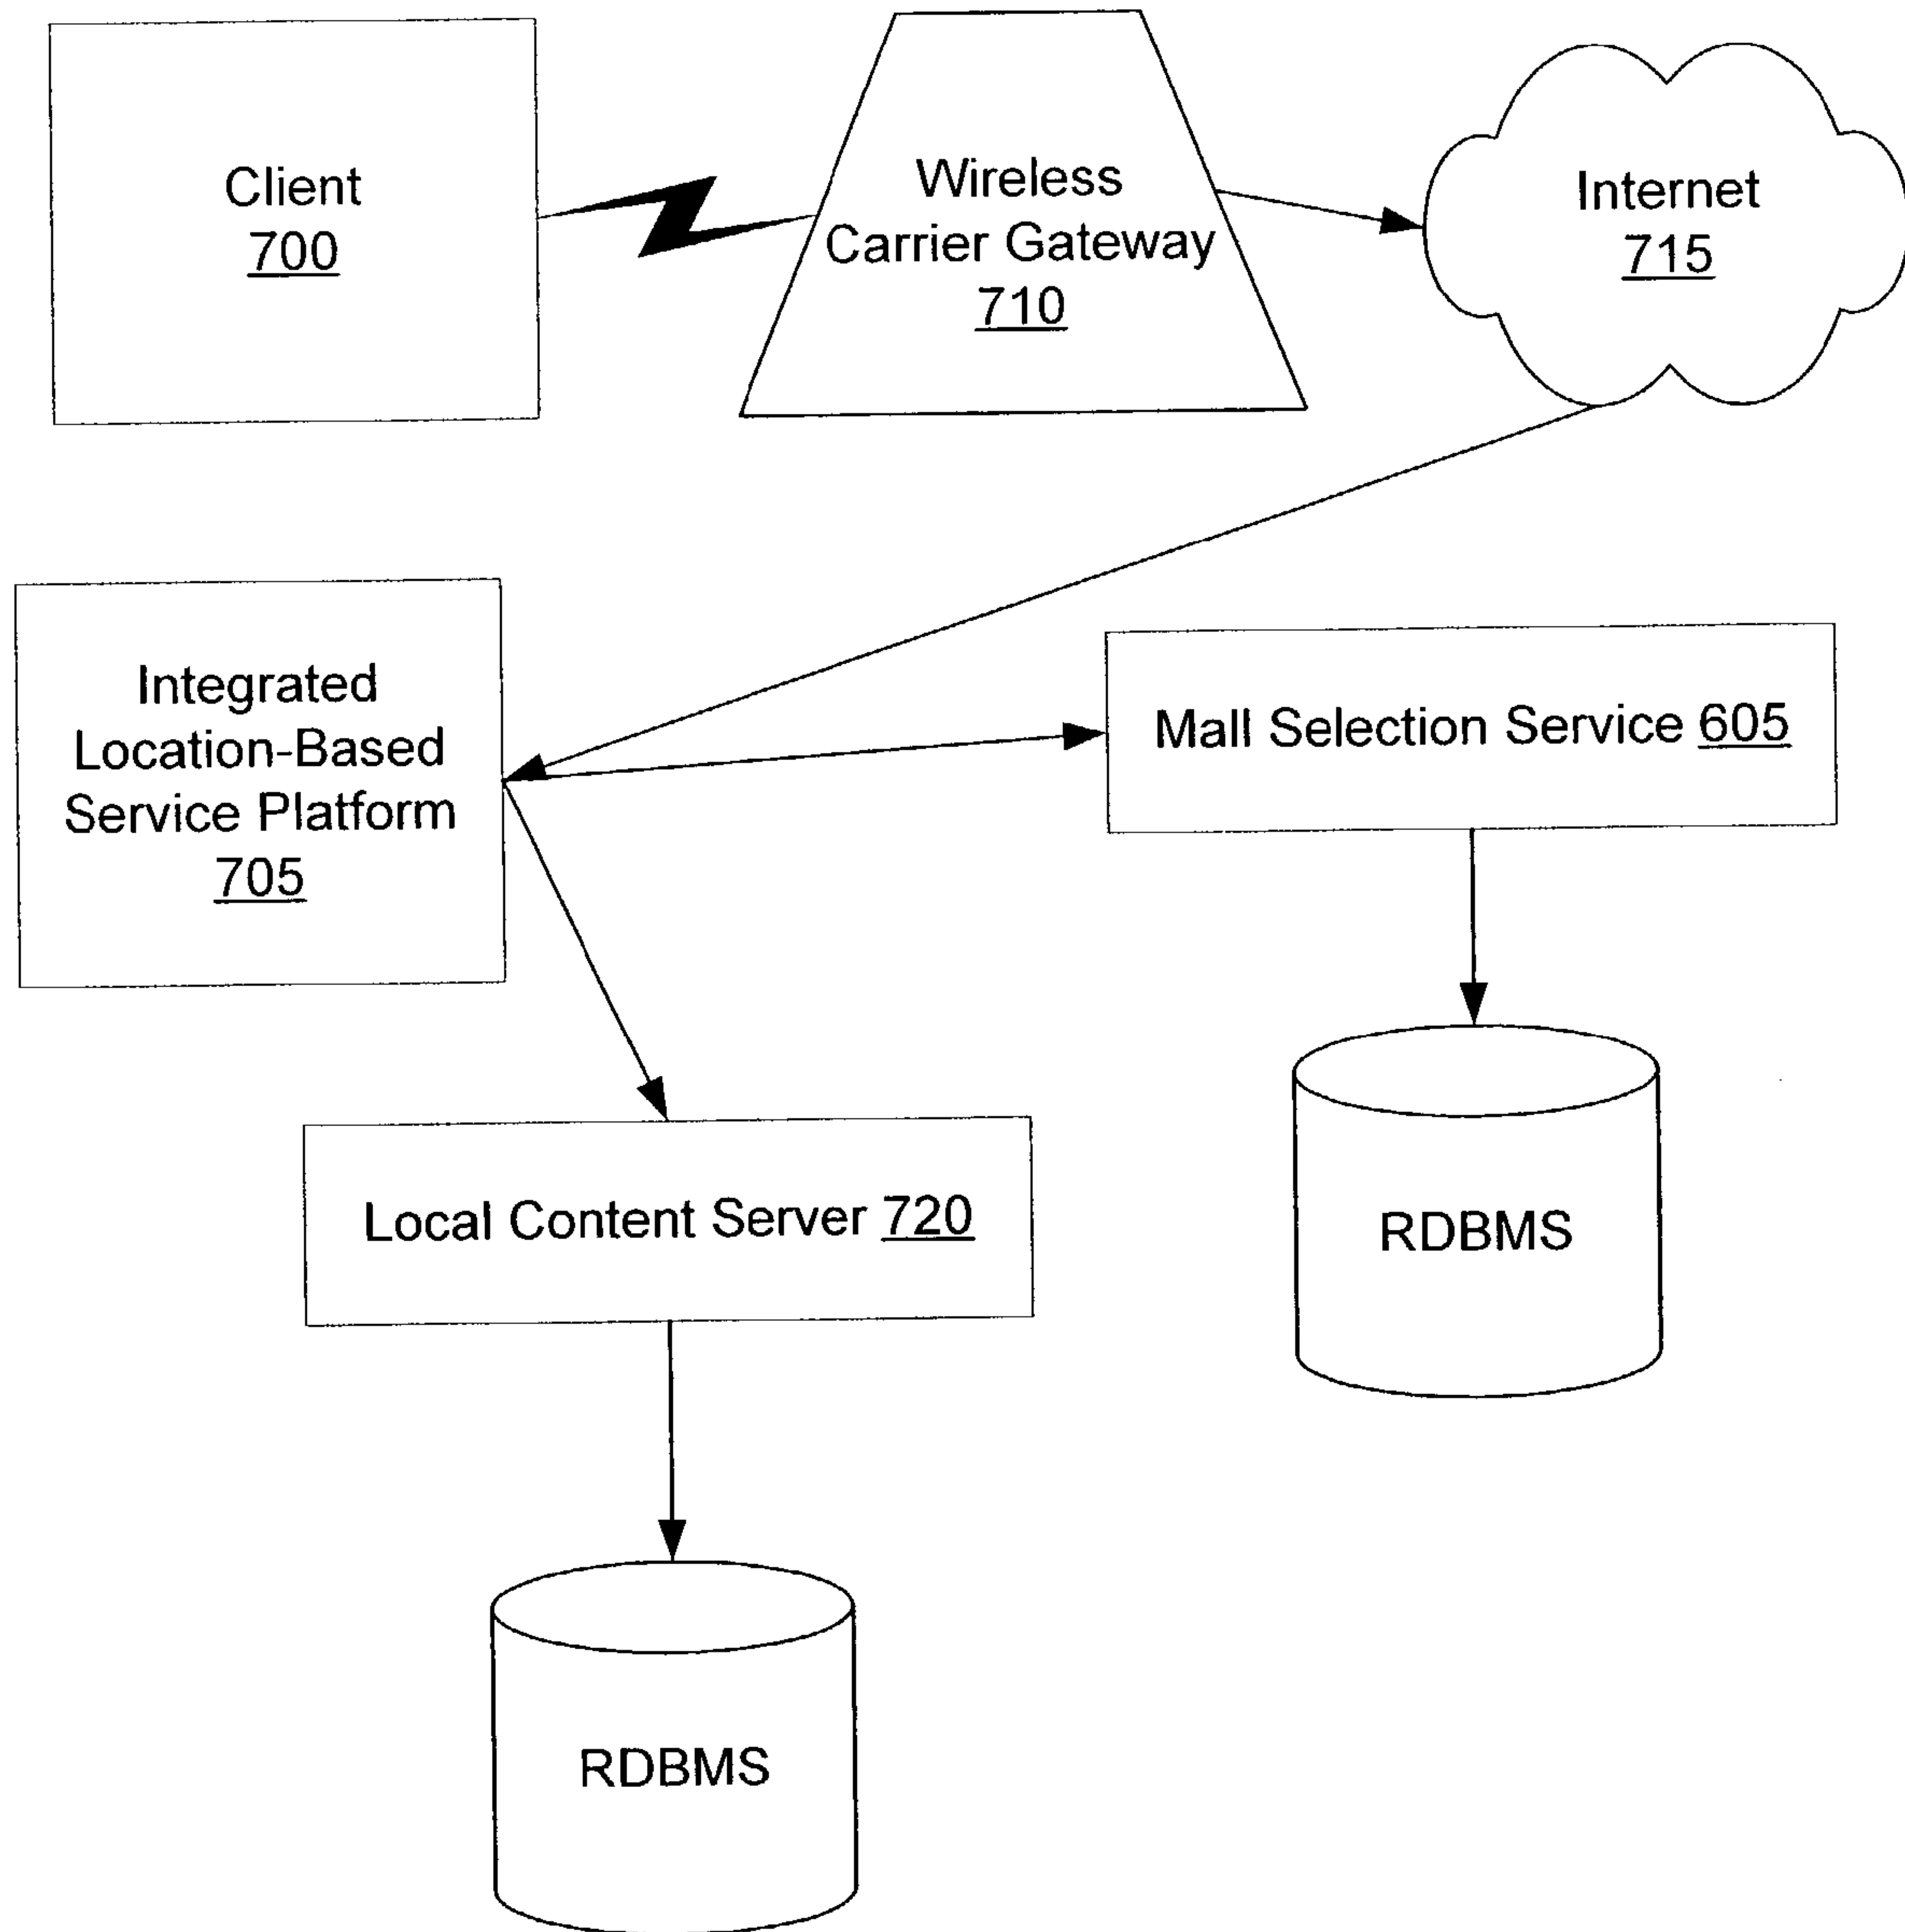 Client
700
Wireless
Carrier Gateway
710
Internet
715
Integrated
Location-Based
Service Platform
705
Mall Selection Service 605
Local Content Server 720
RDBMS
RDBMS